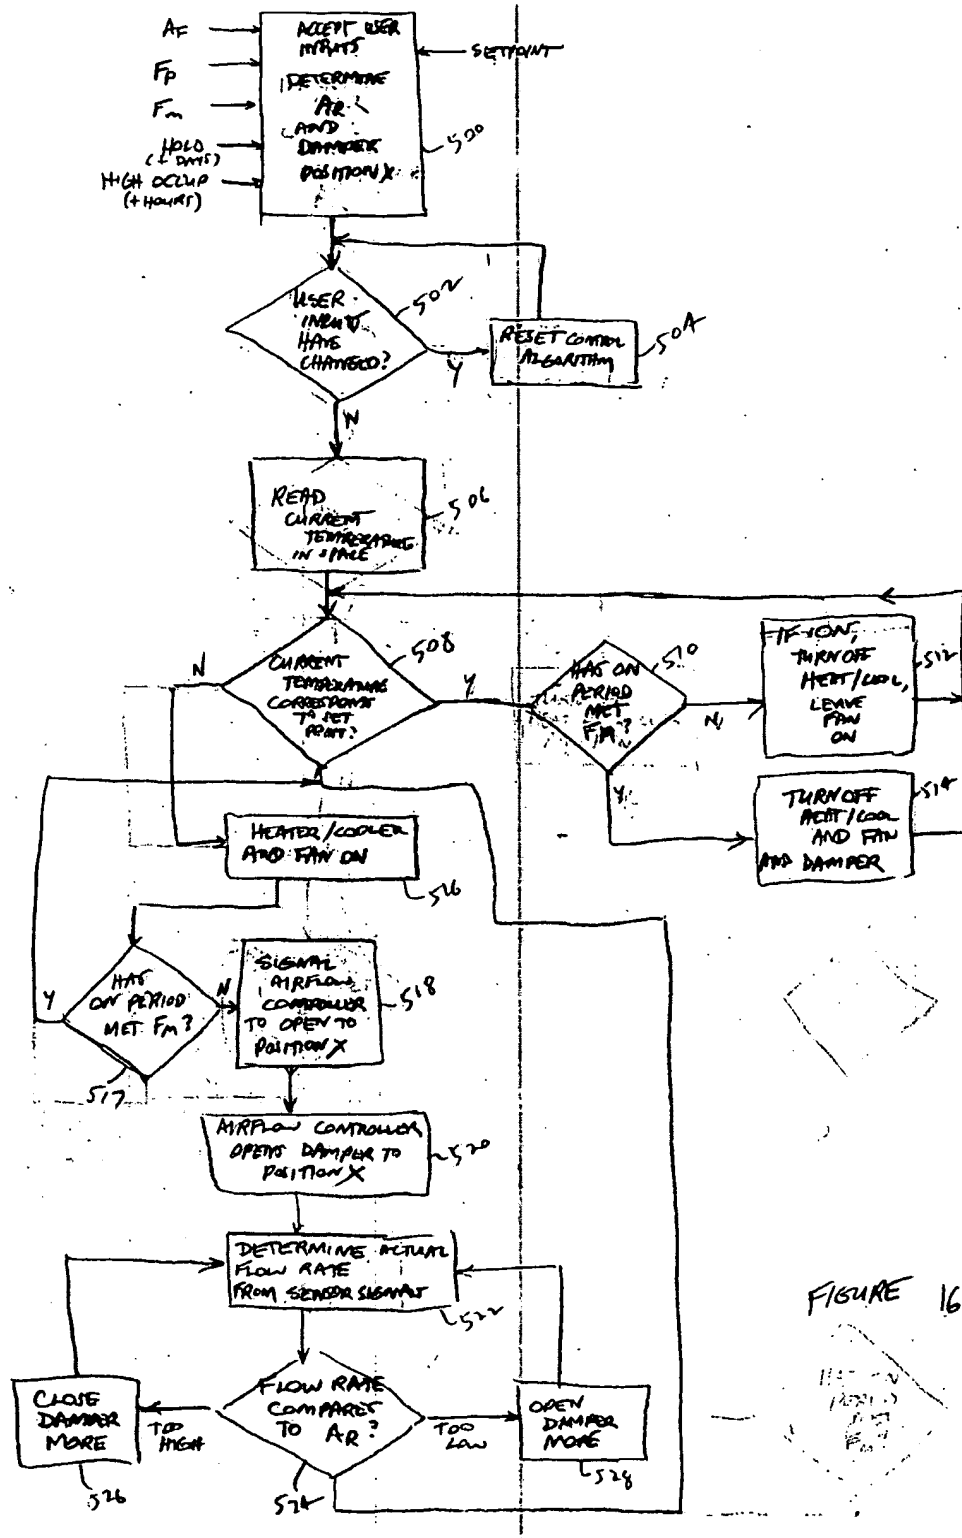 AF
FP
Fm
HOLD
(+ DAYS)
HIGH OCCUP
(+ HOURS)
ACCEPT USER
INPUTS
DETERMINE
AR
AND
DAMPER
POSITION X
SETPOINT
500
USER
INPUT
HAVE
CHANGED?
502
Y
RESET CONTROL
ALGORITHM
504
N
READ
CURRENT
TEMPERATURE
IN SPACE
506
CURRENT
TEMPERATURE
CORRESPOND
TO SET
POINT?
508
N
Y
HAS ON
PERIOD
MET
FM?
510
N
Y
IF ON,
TURN OFF
HEAT/COOL,
LEAVE
FAN
ON
512
TURN OFF
HEAT/COOL
AND FAN
AND DAMPER
514
HEATER/COOLER
AND FAN ON
516
HAS
ON PERIOD
MET FM?
517
Y
N
SIGNAL
AIRFLOW
CONTROLLER
TO OPEN TO
POSITION X
518
AIRFLOW CONTROLLER
OPENS DAMPER TO
POSITION X
520
DETERMINE ACTUAL
FLOW RATE
FROM SENSOR SIGNALS
522
FLOW RATE
COMPARES
TO AR?
524
TOO
HIGH
CLOSE
DAMPER
MORE
526
TOO
LOW
OPEN
DAMPER
MORE
528
FIGURE 16